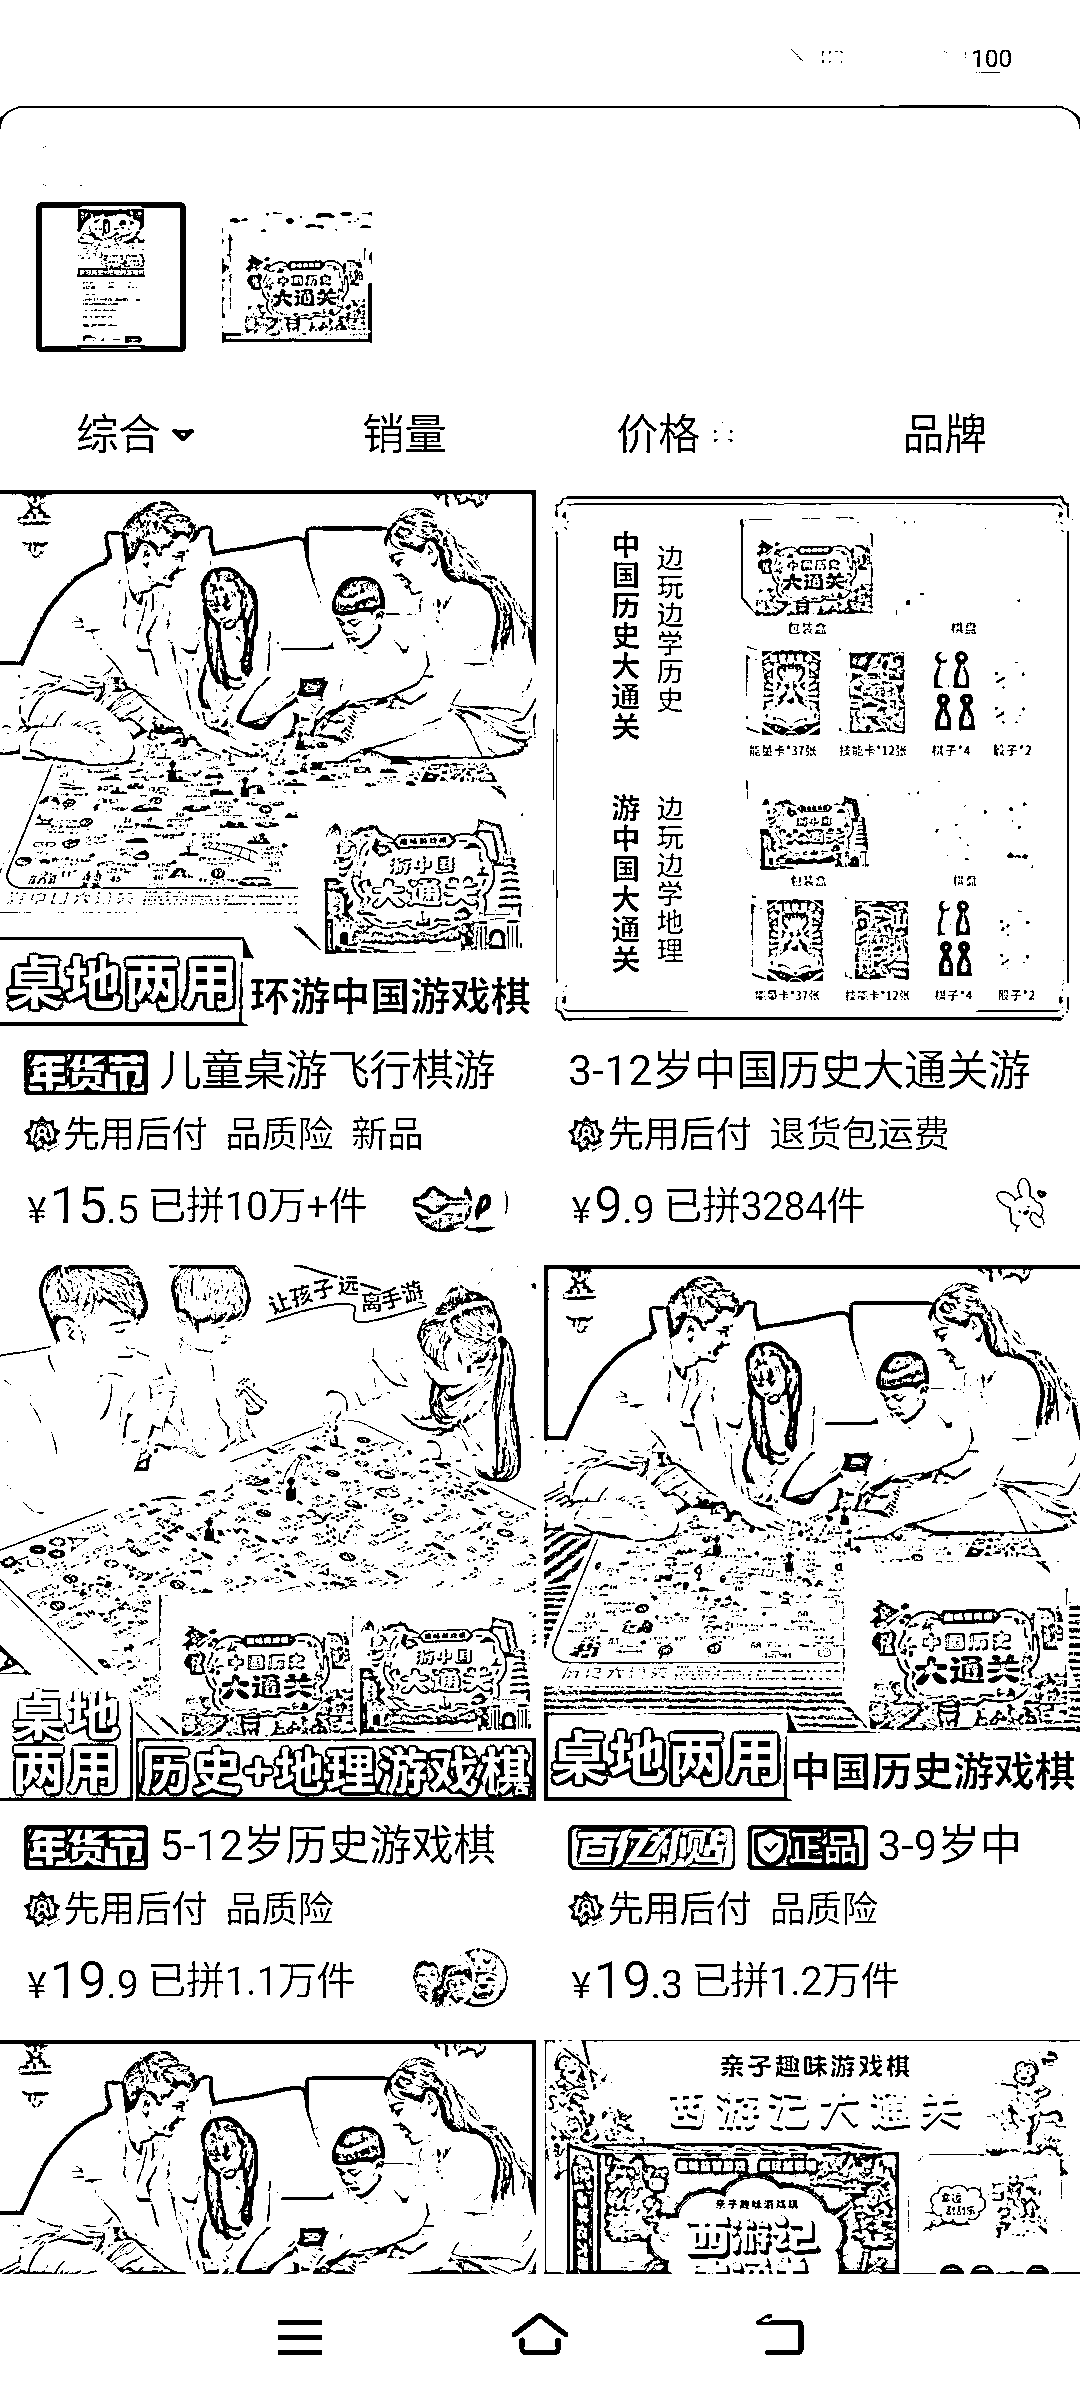 100
中国历史
大通关
综合 销量 价格 品牌
游中国
大通关
桌地两用 环游中国游戏棋
中国历史大通关
边玩边学历史
中国历史
大通关
包装盒 棋盘
能量卡*37张 技能卡*12张 棋子*4 骰子*2
游中国大通关
边玩边学地理
游中国
大通关
包装盒 棋盘
能量卡*37张 技能卡*12张 棋子*4 骰子*2
年货节 儿童桌游飞行棋游
先用后付 品质险 新品
¥15.5 已拼10万+件
3-12岁中国历史大通关游
先用后付 退货包运费
¥9.9 已拼3284件
让孩子远离手游
中国历史
大通关
游中国
大通关
桌地
两用
历史+地理游戏棋
中国历史
大通关
桌地两用 中国历史游戏棋
年货节 5-12岁历史游戏棋
先用后付 品质险
¥19.9 已拼1.1万件
百亿补贴 正品 3-9岁中
先用后付 品质险
¥19.3 已拼1.2万件
亲子趣味游戏棋
西游记大通关
亲子趣味游戏棋
西游记